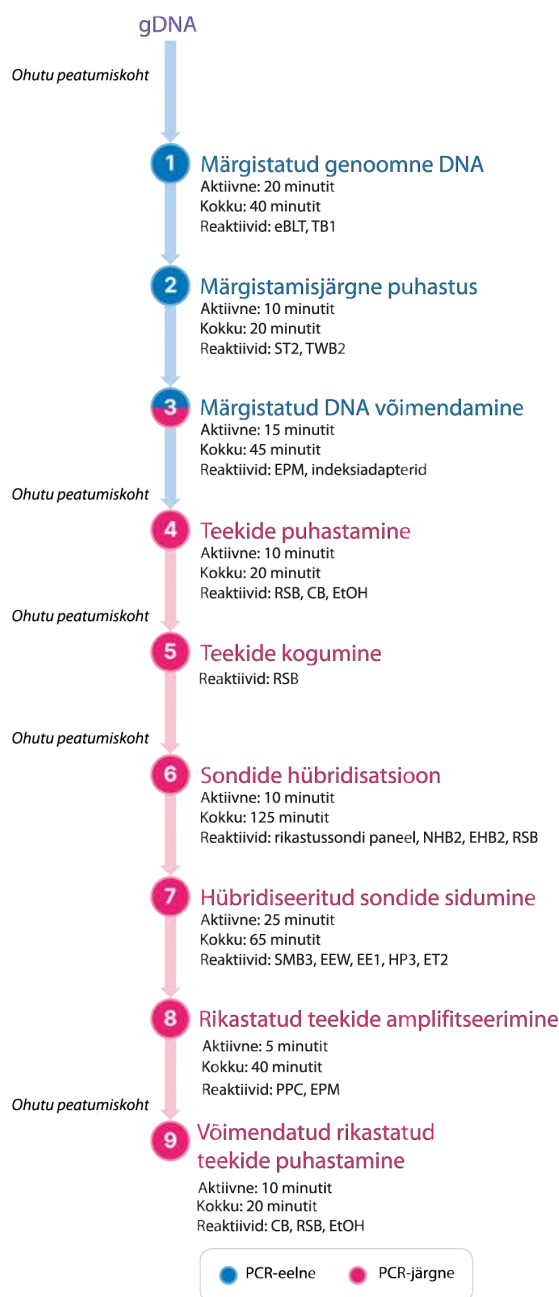 gDNA
Ohutu peatumiskoht
1 Märgistatud genoomne DNA
Aktiivne: 20 minutit
Kokku: 40 minutit
Reaktiivid: eBLT, TB1
2 Märgistamisjärgne puhastus
Aktiivne: 10 minutit
Kokku: 20 minutit
Reaktiivid: ST2, TWB2
3 Märgistatud DNA võimendamine
Aktiivne: 15 minutit
Kokku: 45 minutit
Reaktiivid: EPM, indeksiadapterid
Ohutu peatumiskoht
4 Teekide puhastamine
Aktiivne: 10 minutit
Kokku: 20 minutit
Reaktiivid: RSB, CB, EtOH
Ohutu peatumiskoht
5 Teekide kogumine
Reaktiivid: RSB
Ohutu peatumiskoht
6 Sondide hübridisatsioon
Aktiivne: 10 minutit
Kokku: 125 minutit
Reaktiivid: rikastussondi paneel, NHB2, EHB2, RSB
7 Hübridiseeritud sondide sidumine
Aktiivne: 25 minutit
Kokku: 65 minutit
Reaktiivid: SMB3, EEW, EE1, HP3, ET2
8 Rikastatud teekide amplifitseerimine
Aktiivne: 5 minutit
Kokku: 40 minutit
Reaktiivid: PPC, EPM
Ohutu peatumiskoht
9 Võimendatud rikastatud
teekide puhastamine
Aktiivne: 10 minutit
Kokku: 20 minutit
Reaktiivid: CB, RSB, EtOH
PCR-eelne PCR-järgne